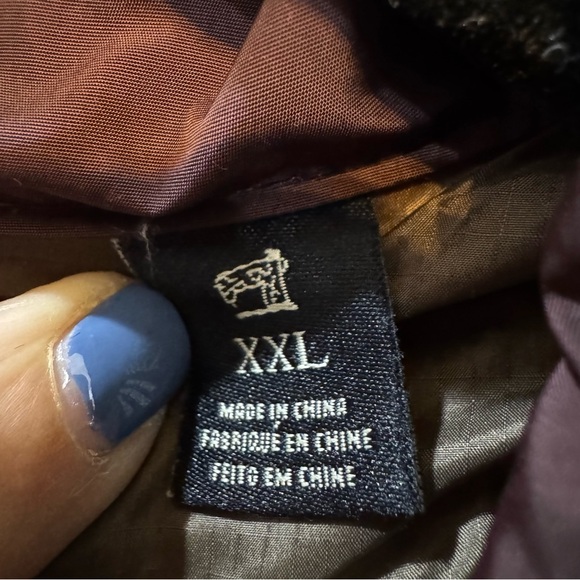 XXL
MADE IN CHINA
FABRIQUE EN CHINE
FEITO EM CHINE